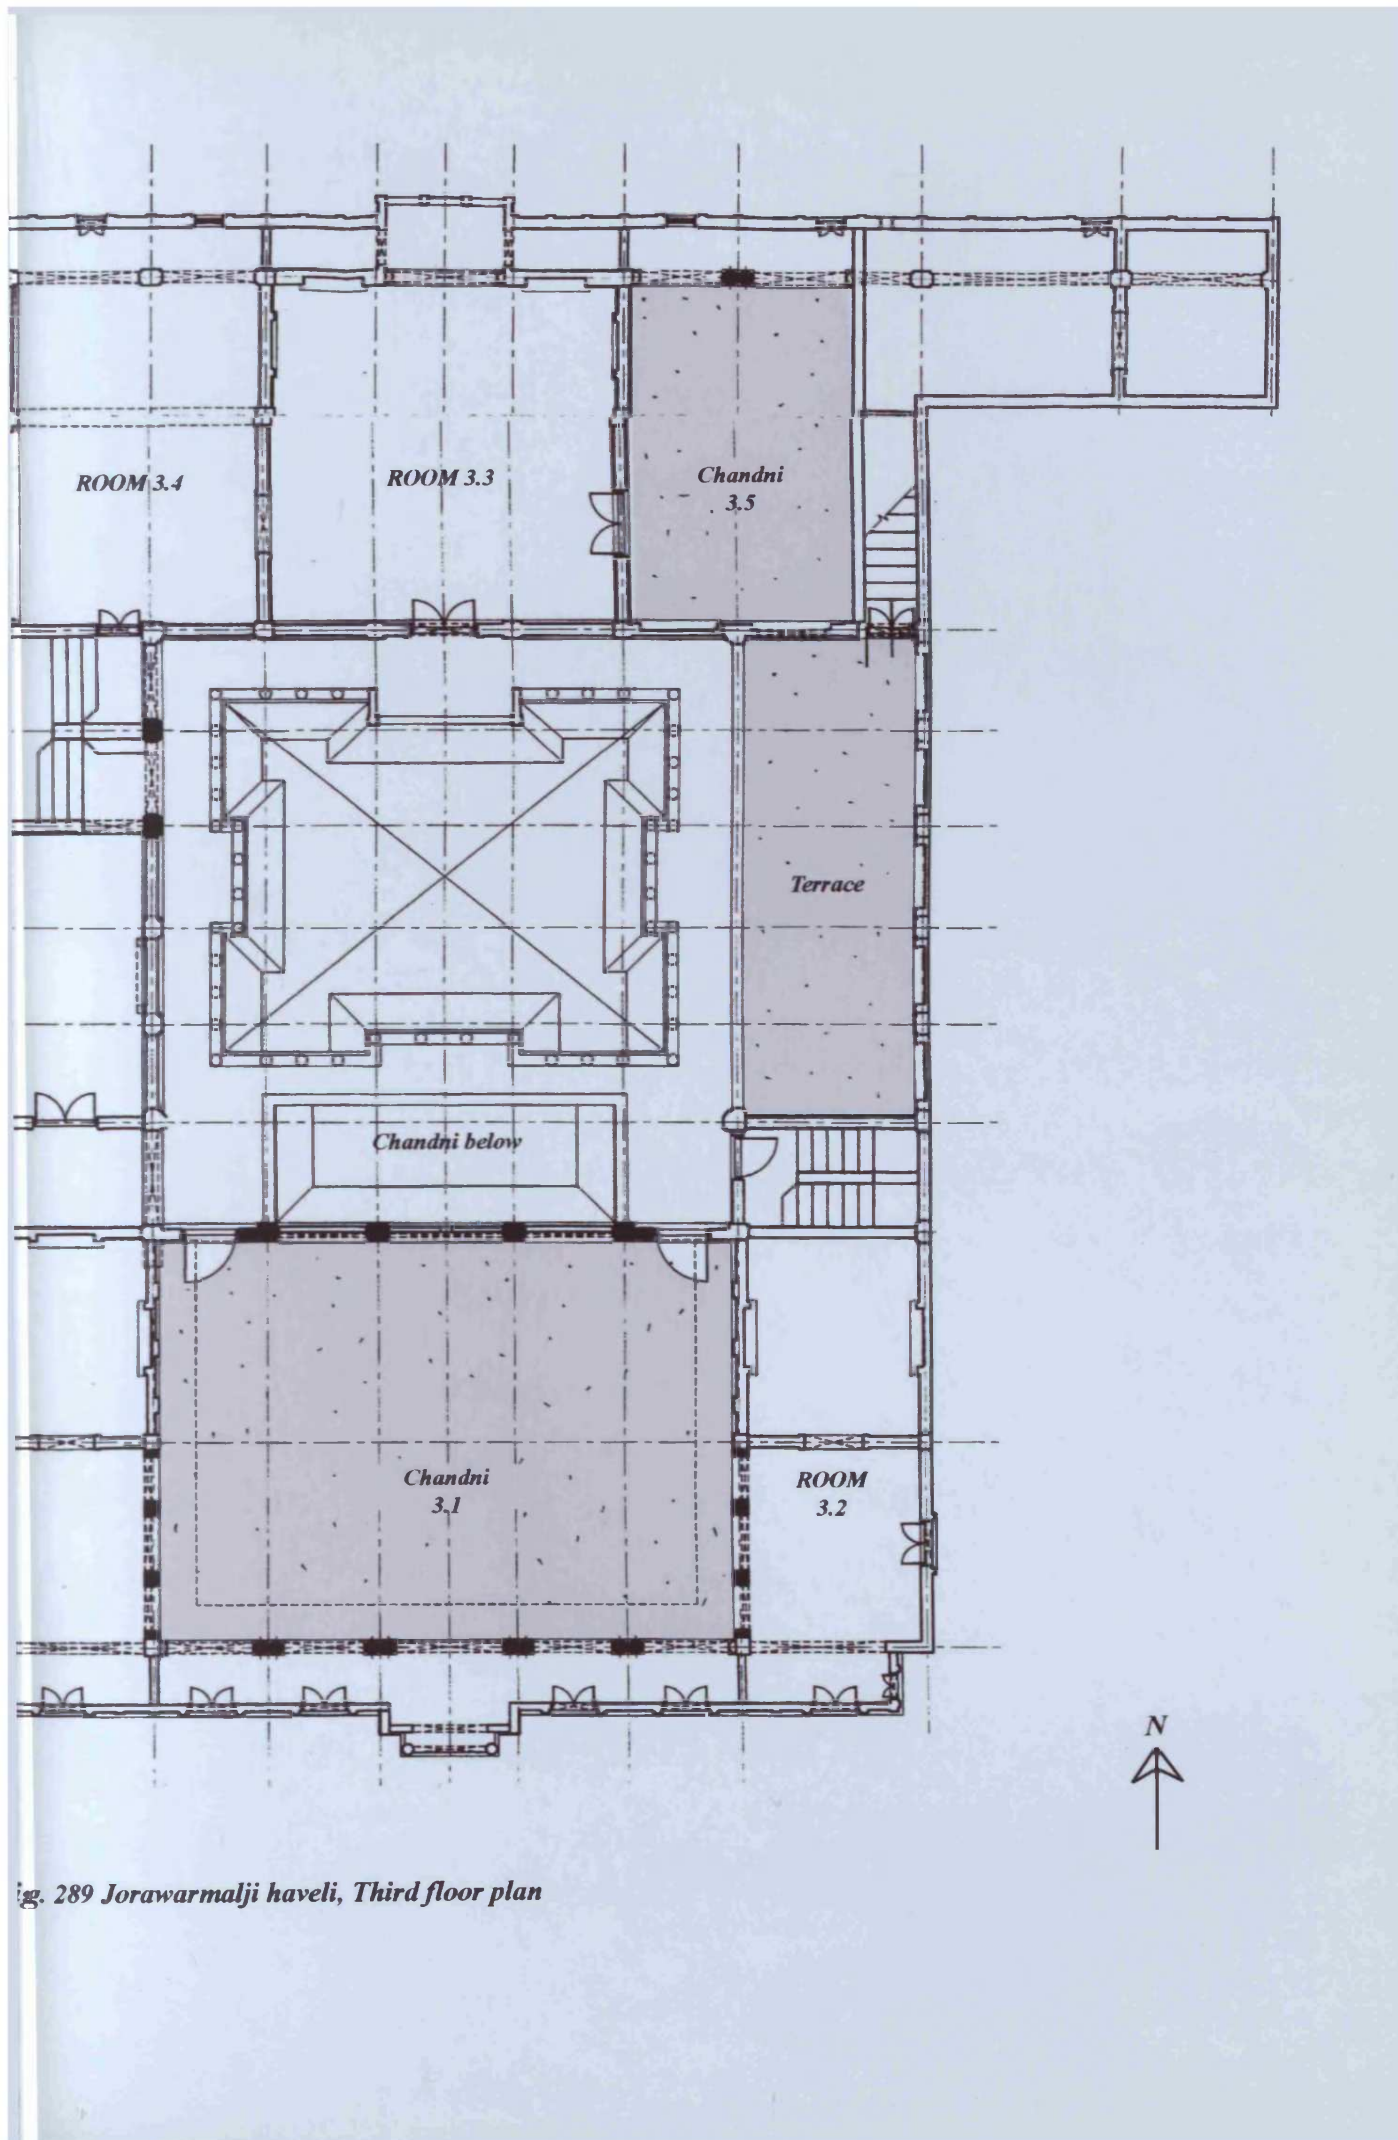 ROOM 3.4
ROOM 3.3
Chandni
3.5
Terrace
Chandni below
Chandni
3.1
ROOM
3.2
N
ig. 289 Jorawarmalji haveli, Third floor plan